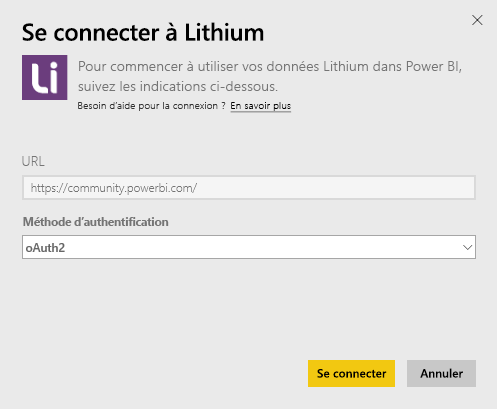 Se connecter à Lithium
Li
Pour commencer à utiliser vos données Lithium dans Power BI,
suivez les indications ci-dessous.
Besoin d'aide pour la connexion ? En savoir plus
URL
https://community.powerbi.com/
Méthode d'authentification
oAuth2
Se connecter
Annuler